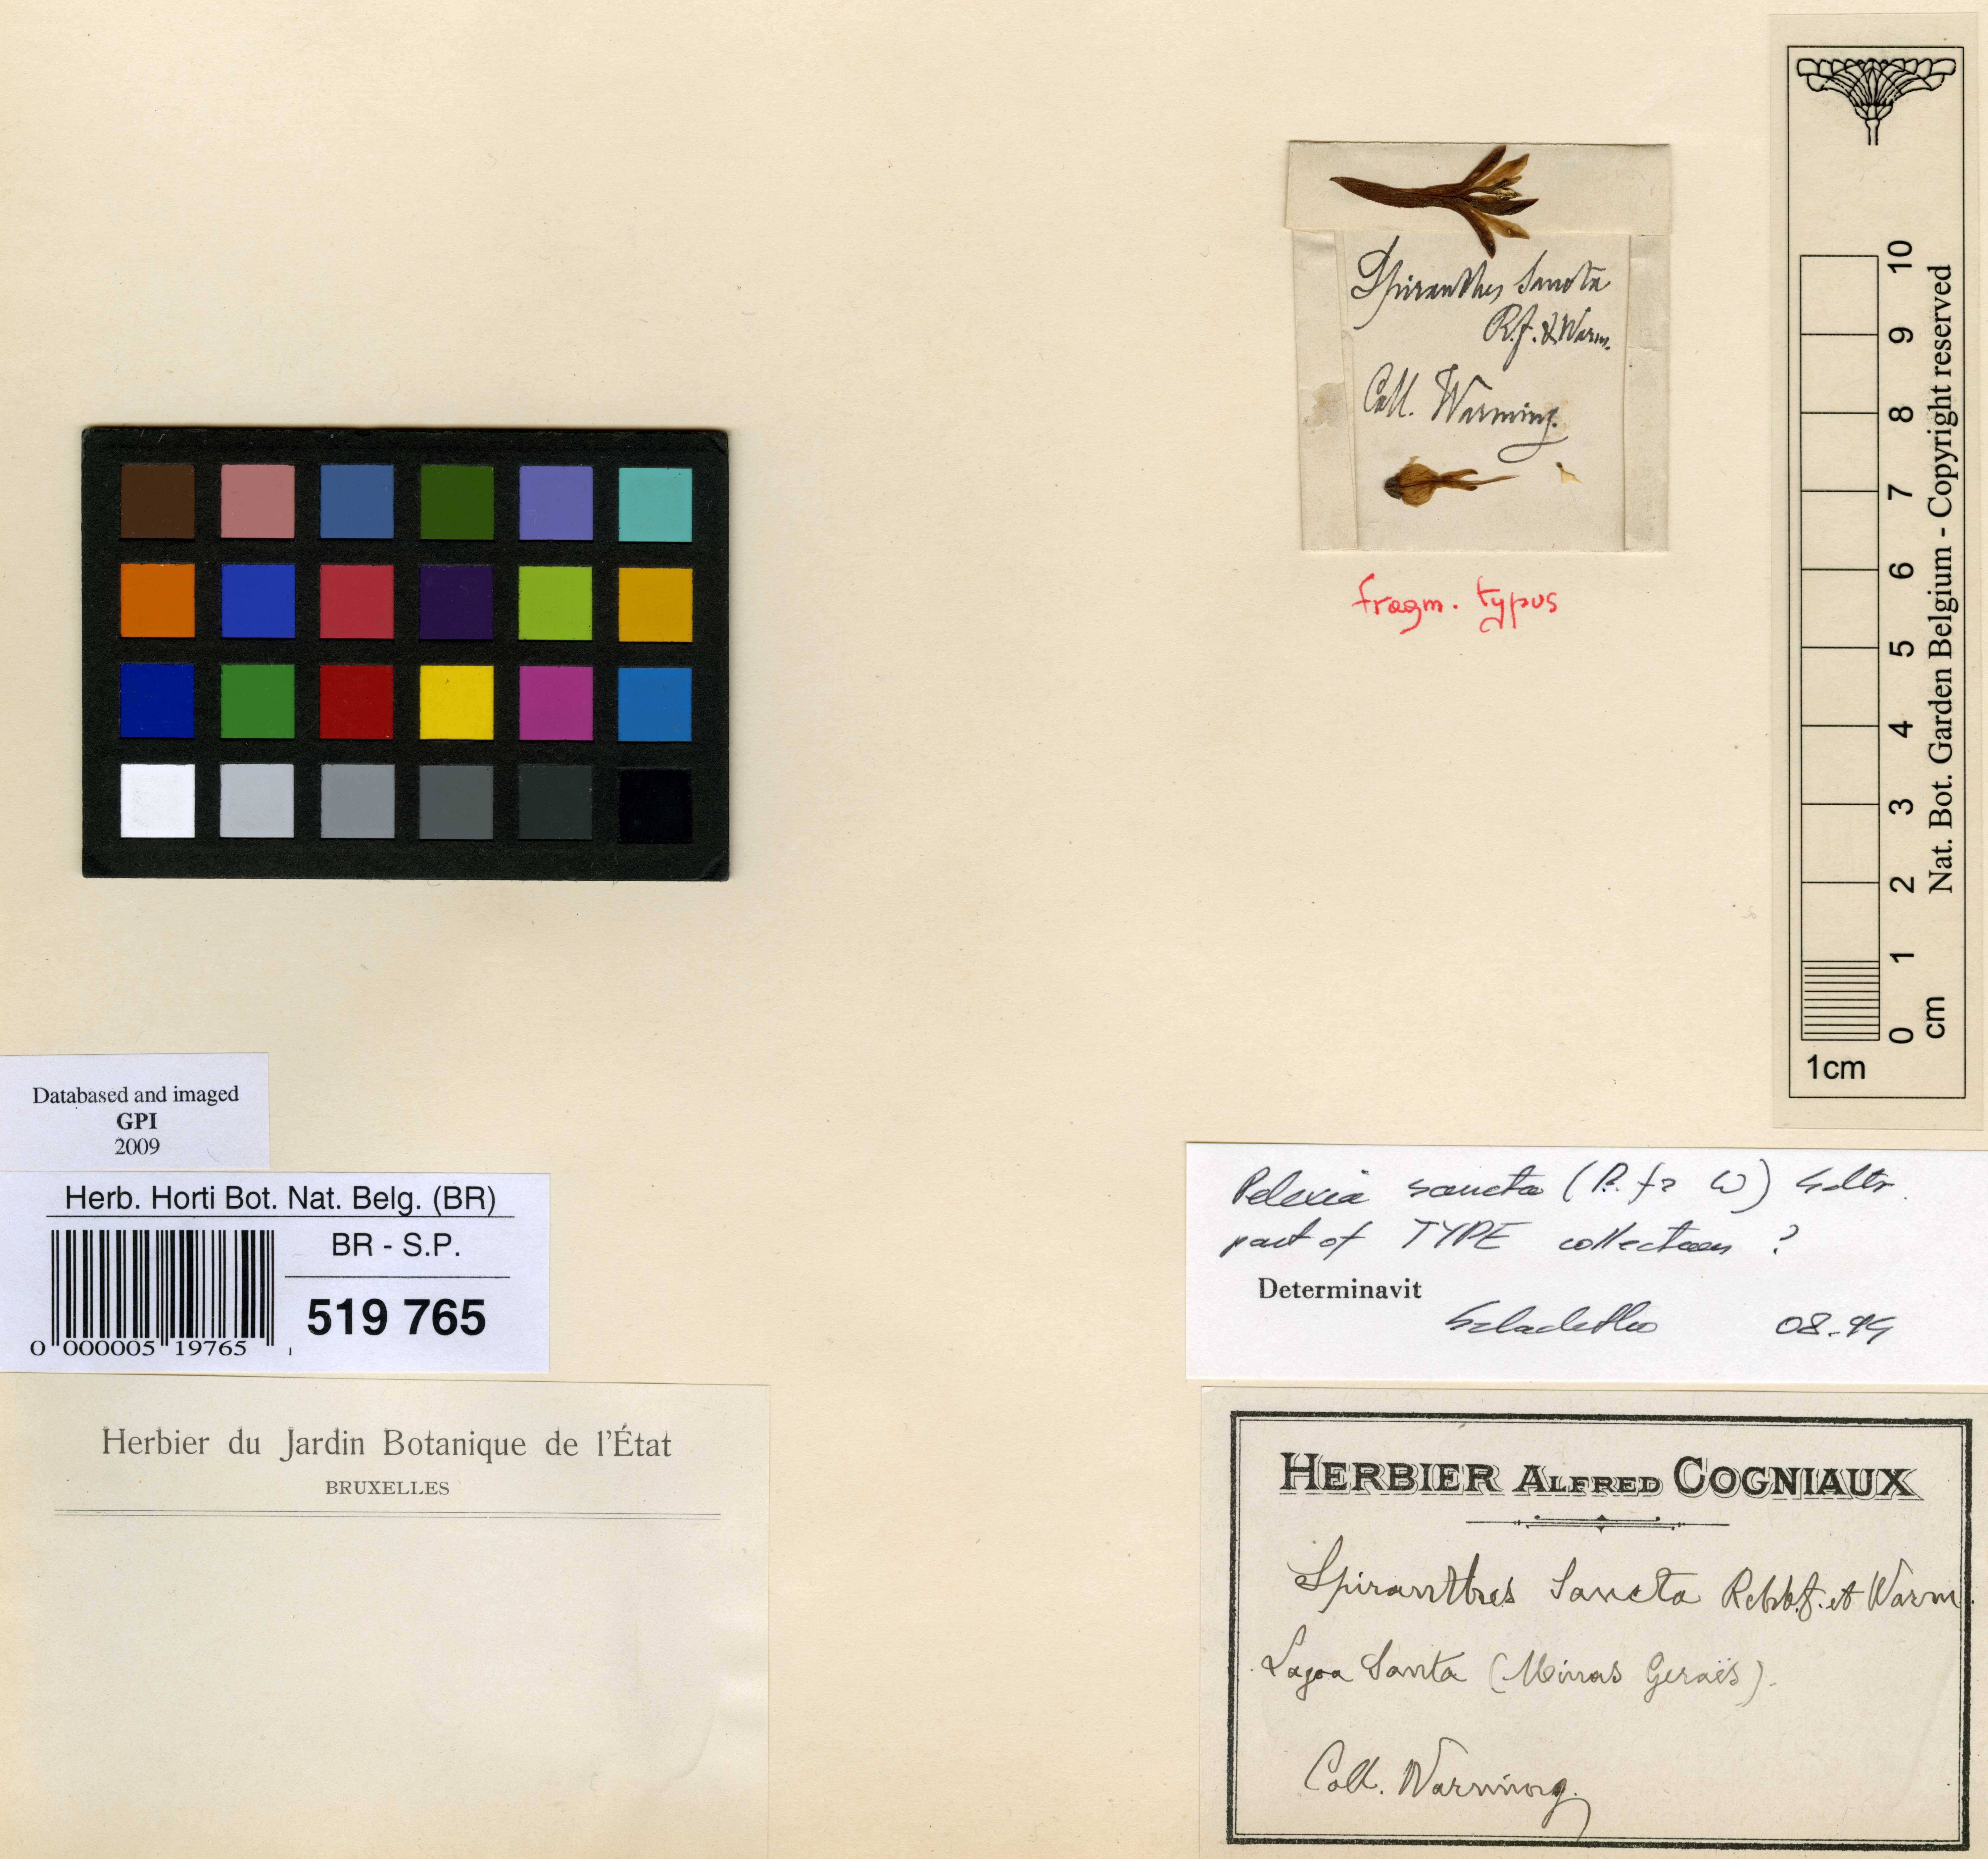 Spiranthes Sancta
R.f. & Warm.
Coll. Warming.
fragm. typus
10
9
8
7
6
5
4
3
2
1
0
cm
1cm
Nat. Bot. Garden Belgium - Copyright reserved
Databased and imaged
GPI
2009
Herb. Horti Bot. Nat. Belg. (BR)
BR - S.P.
519 765
0 000005 19765
Herbier du Jardin Botanique de l'État
BRUXELLES
Pelexia sancta (R. f. & W) Schltr.
part of TYPE collection ?
Determinavit
Szlachetko 08-94
HERBIER ALFRED COGNIAUX
Spiranthes Sancta Rchb.f. et Warm.
Lagoa Santa (Minas Geraës).
Coll. Warming.